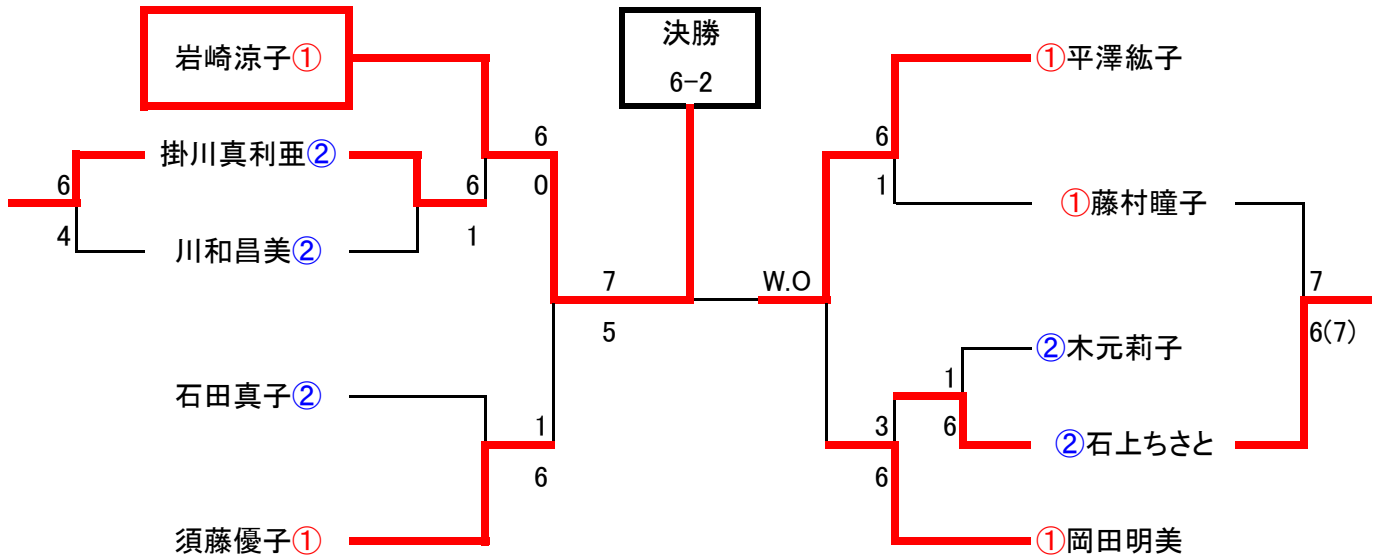 決勝
6-2
岩崎涼子①
掛川真利亜②
川和昌美②
石田真子②
須藤優子①
6
4
6
1
6
0
1
6
7
5
W.O
6
1
1
6
3
6
①平澤紘子
①藤村瞳子
②木元莉子
②石上ちさと
①岡田明美
7
6(7)